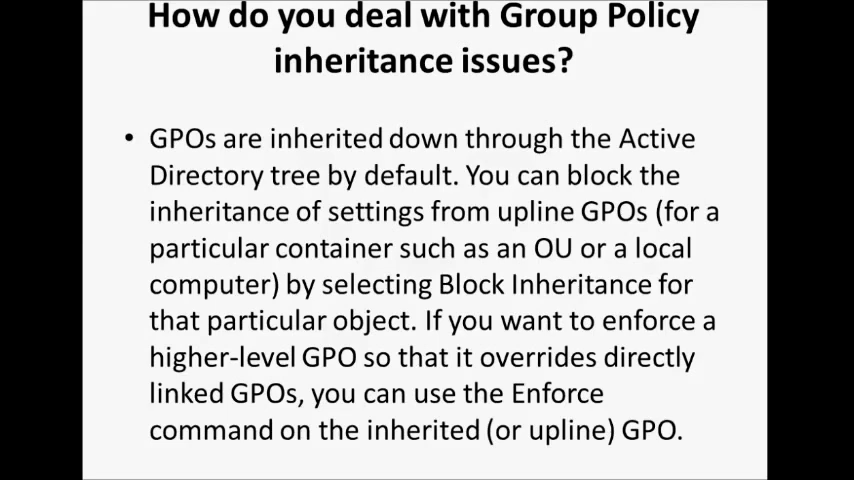 How do you deal with Group Policy
inheritance issues?
• GPOs are inherited down through the Active
Directory tree by default. You can block the
inheritance of settings from upline GPOs (for a
particular container such as an OU or a local
computer) by selecting Block Inheritance for
that particular object. If you want to enforce a
higher-level GPO so that it overrides directly
linked GPOs, you can use the Enforce
command on the inherited (or upline) GPO.